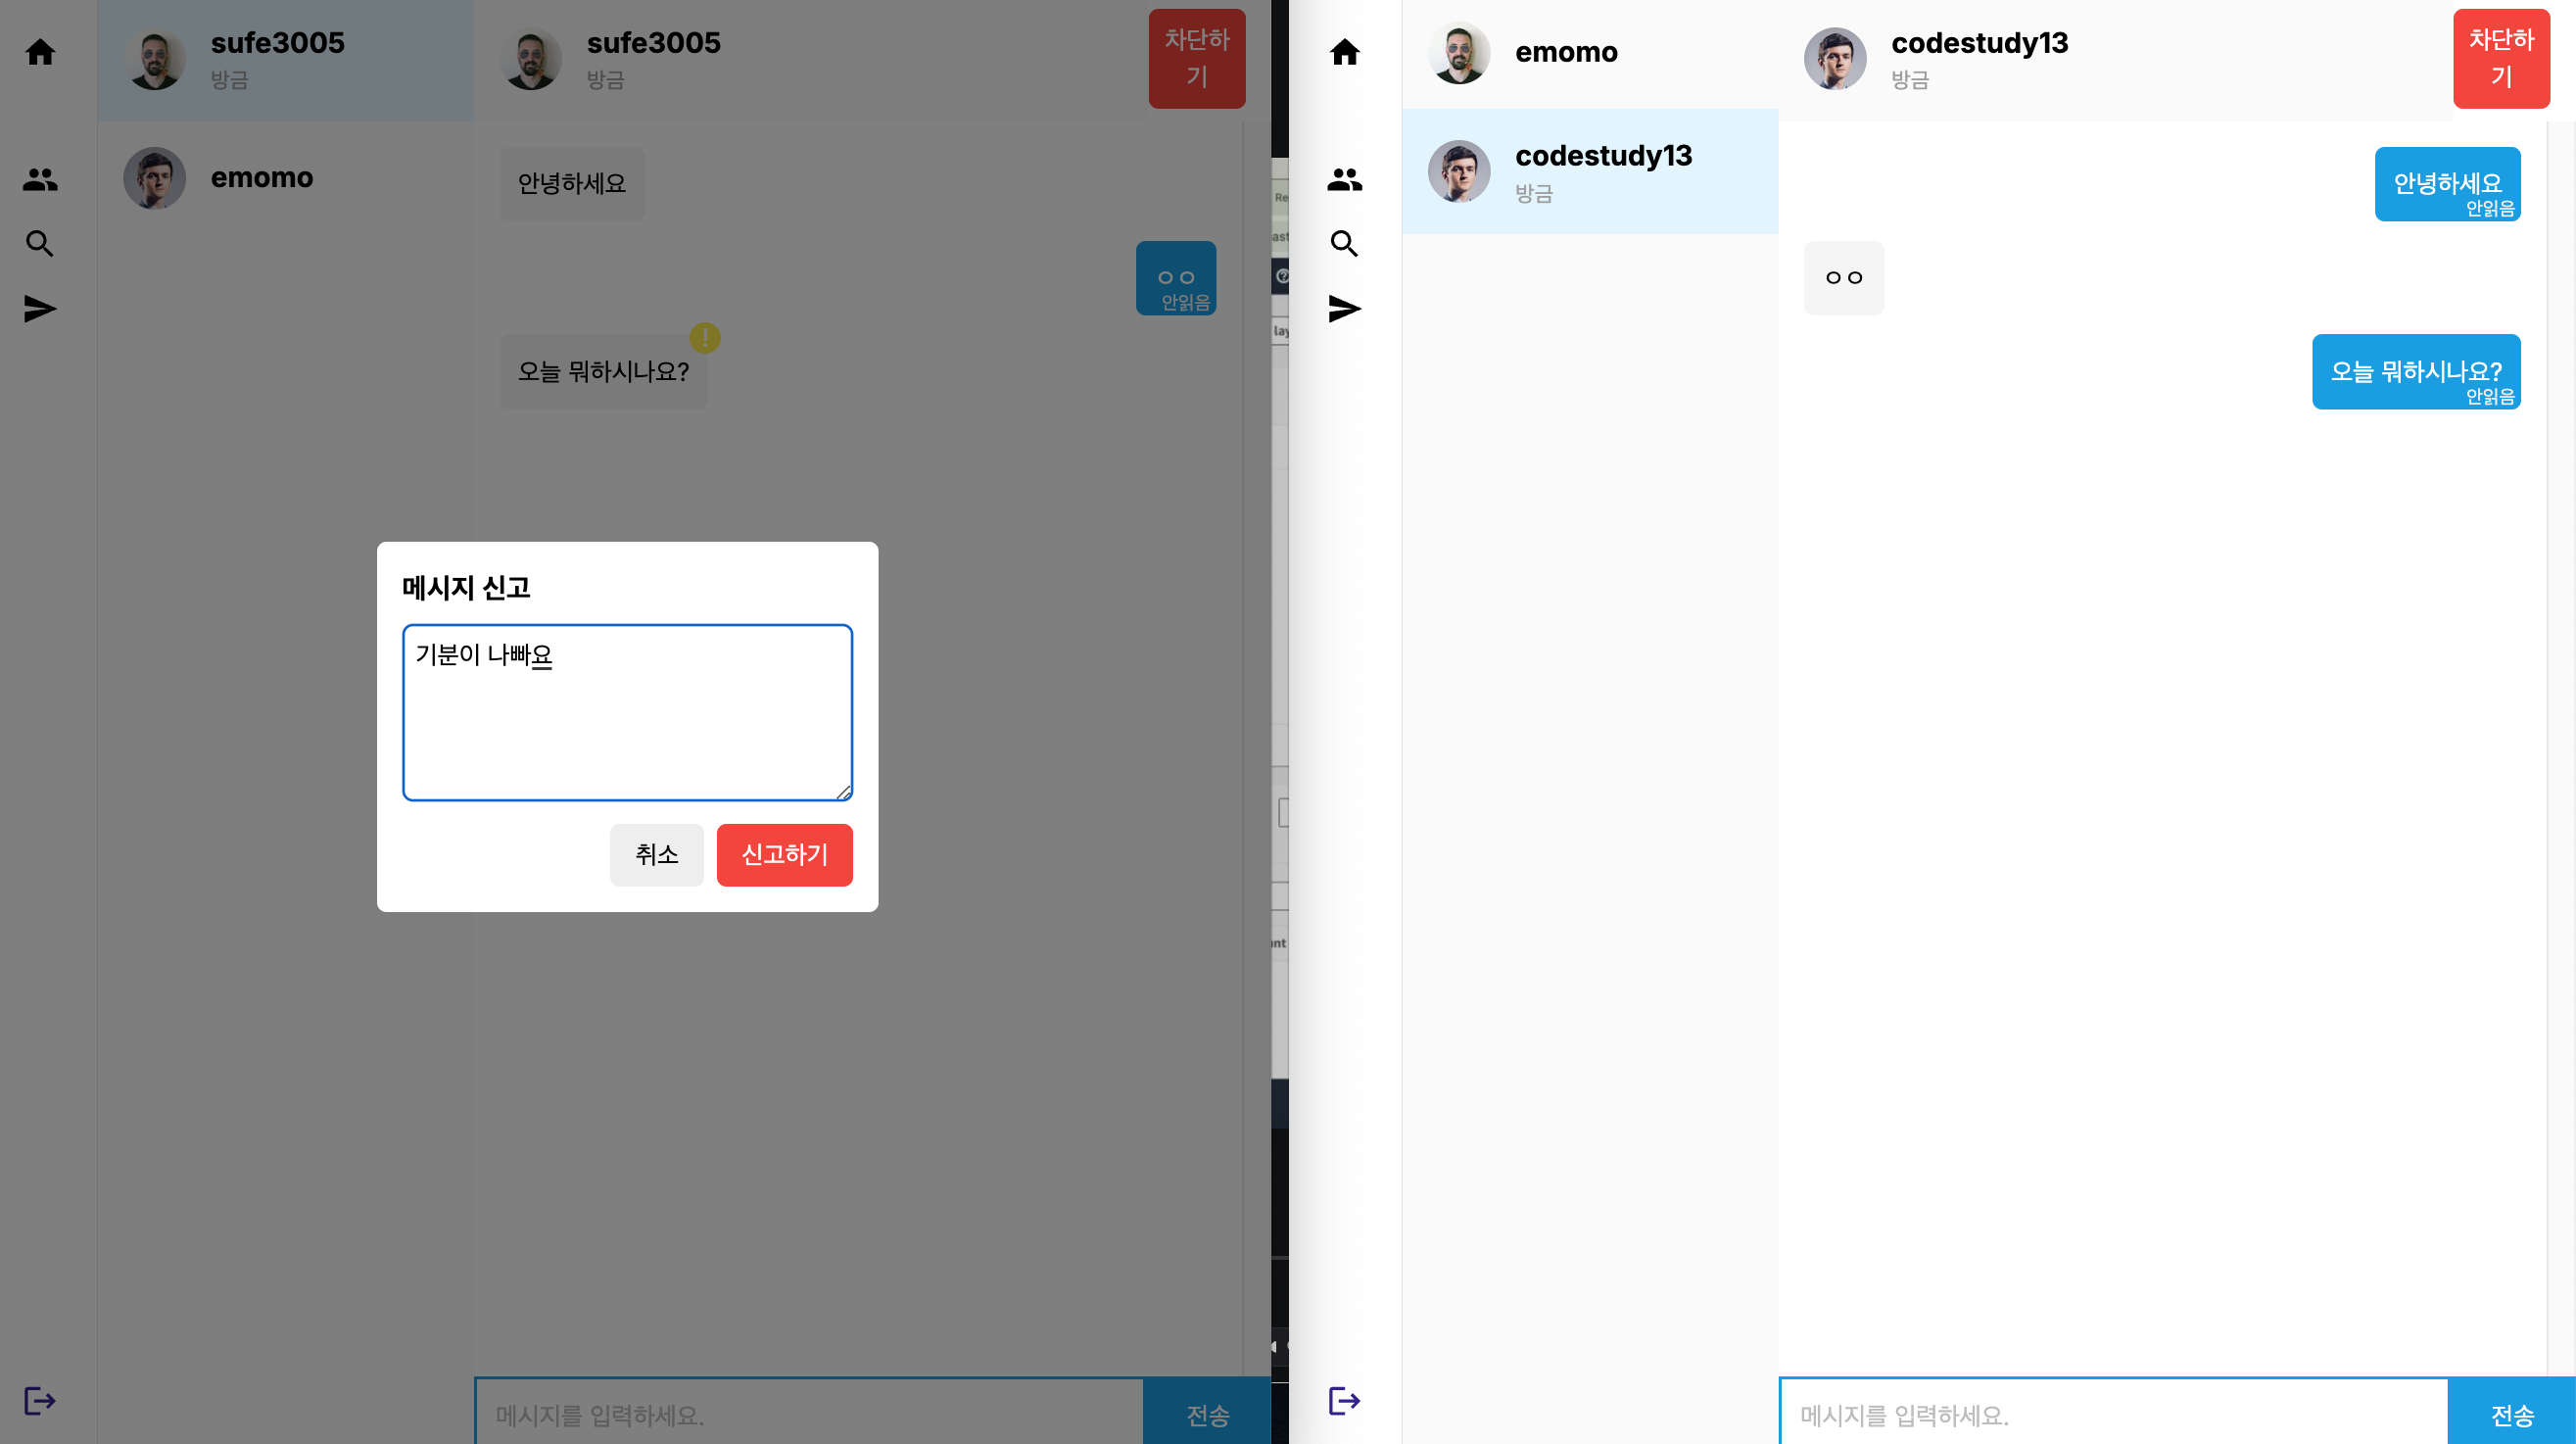 sufe3005
방금
emomo
sufe3005
방금
차단하
기
안녕하세요
ㅇㅇ
안읽음
!
오늘 뭐하시나요?
메시지 신고
기분이 나빠요
취소
신고하기
메시지를 입력하세요.
전송
Re
ast
lay
nt
emomo
codestudy13
방금
codestudy13
방금
차단하
기
안녕하세요
안읽음
ㅇㅇ
오늘 뭐하시나요?
안읽음
메시지를 입력하세요.
전송